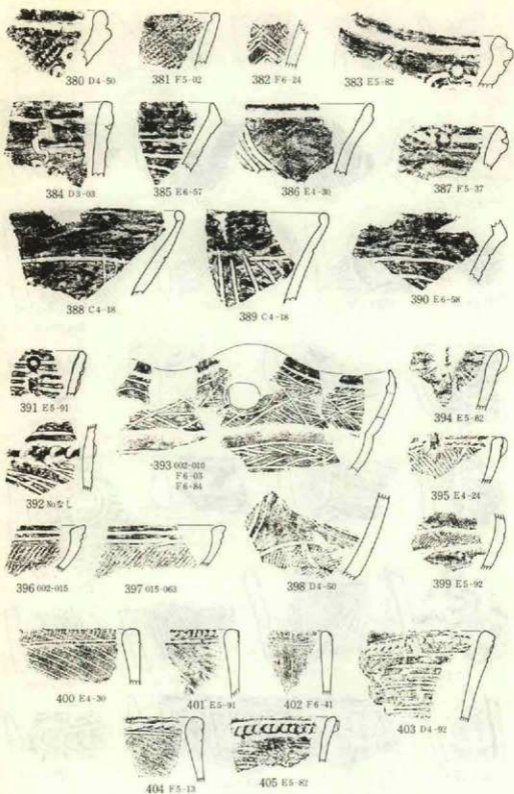 380 D4-50 381 F5-02 382 F6-24 383 E5-82
384 D3-03 385 E6-57 386 E4-30 387 F5-37
388 C4-18 389 C4-18 390 E6-58
391 E5-91 393 002-010 394 E5-82
F6-03
F6-84
392 Noなし 395 E4-24
396 002-015 397 015-063 398 D4-50 399 E5-92
400 E4-30 401 E5-91 402 F6-41 403 D4-92
404 F5-13 405 E5-82